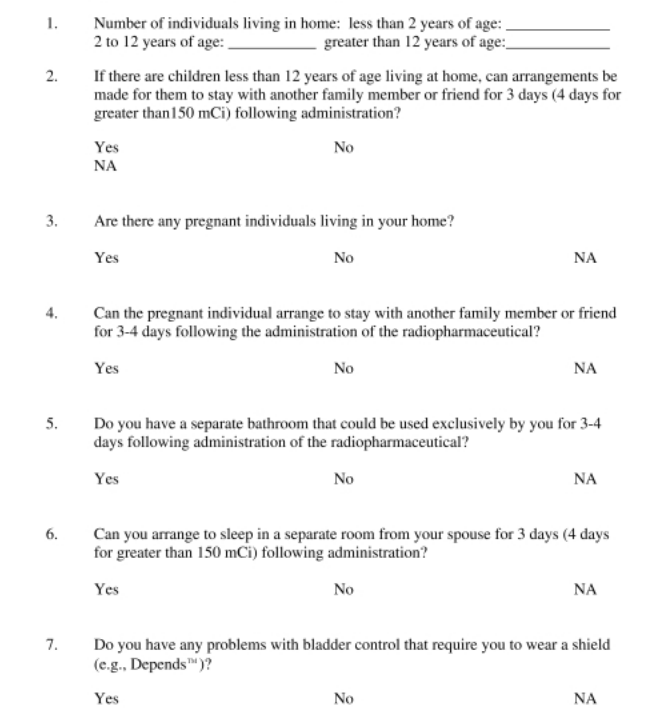 1. Number of individuals living in home: less than 2 years of age: ______________
2 to 12 years of age: ____________ greater than 12 years of age:______________
2. If there are children less than 12 years of age living at home, can arrangements be
made for them to stay with another family member or friend for 3 days (4 days for
greater than150 mCi) following administration?
Yes No
NA
3. Are there any pregnant individuals living in your home?
Yes No NA
4. Can the pregnant individual arrange to stay with another family member or friend
for 3-4 days following the administration of the radiopharmaceutical?
Yes No NA
5. Do you have a separate bathroom that could be used exclusively by you for 3-4
days following administration of the radiopharmaceutical?
Yes No NA
6. Can you arrange to sleep in a separate room from your spouse for 3 days (4 days
for greater than 150 mCi) following administration?
Yes No NA
7. Do you have any problems with bladder control that require you to wear a shield
(e.g., Depends™)?
Yes No NA